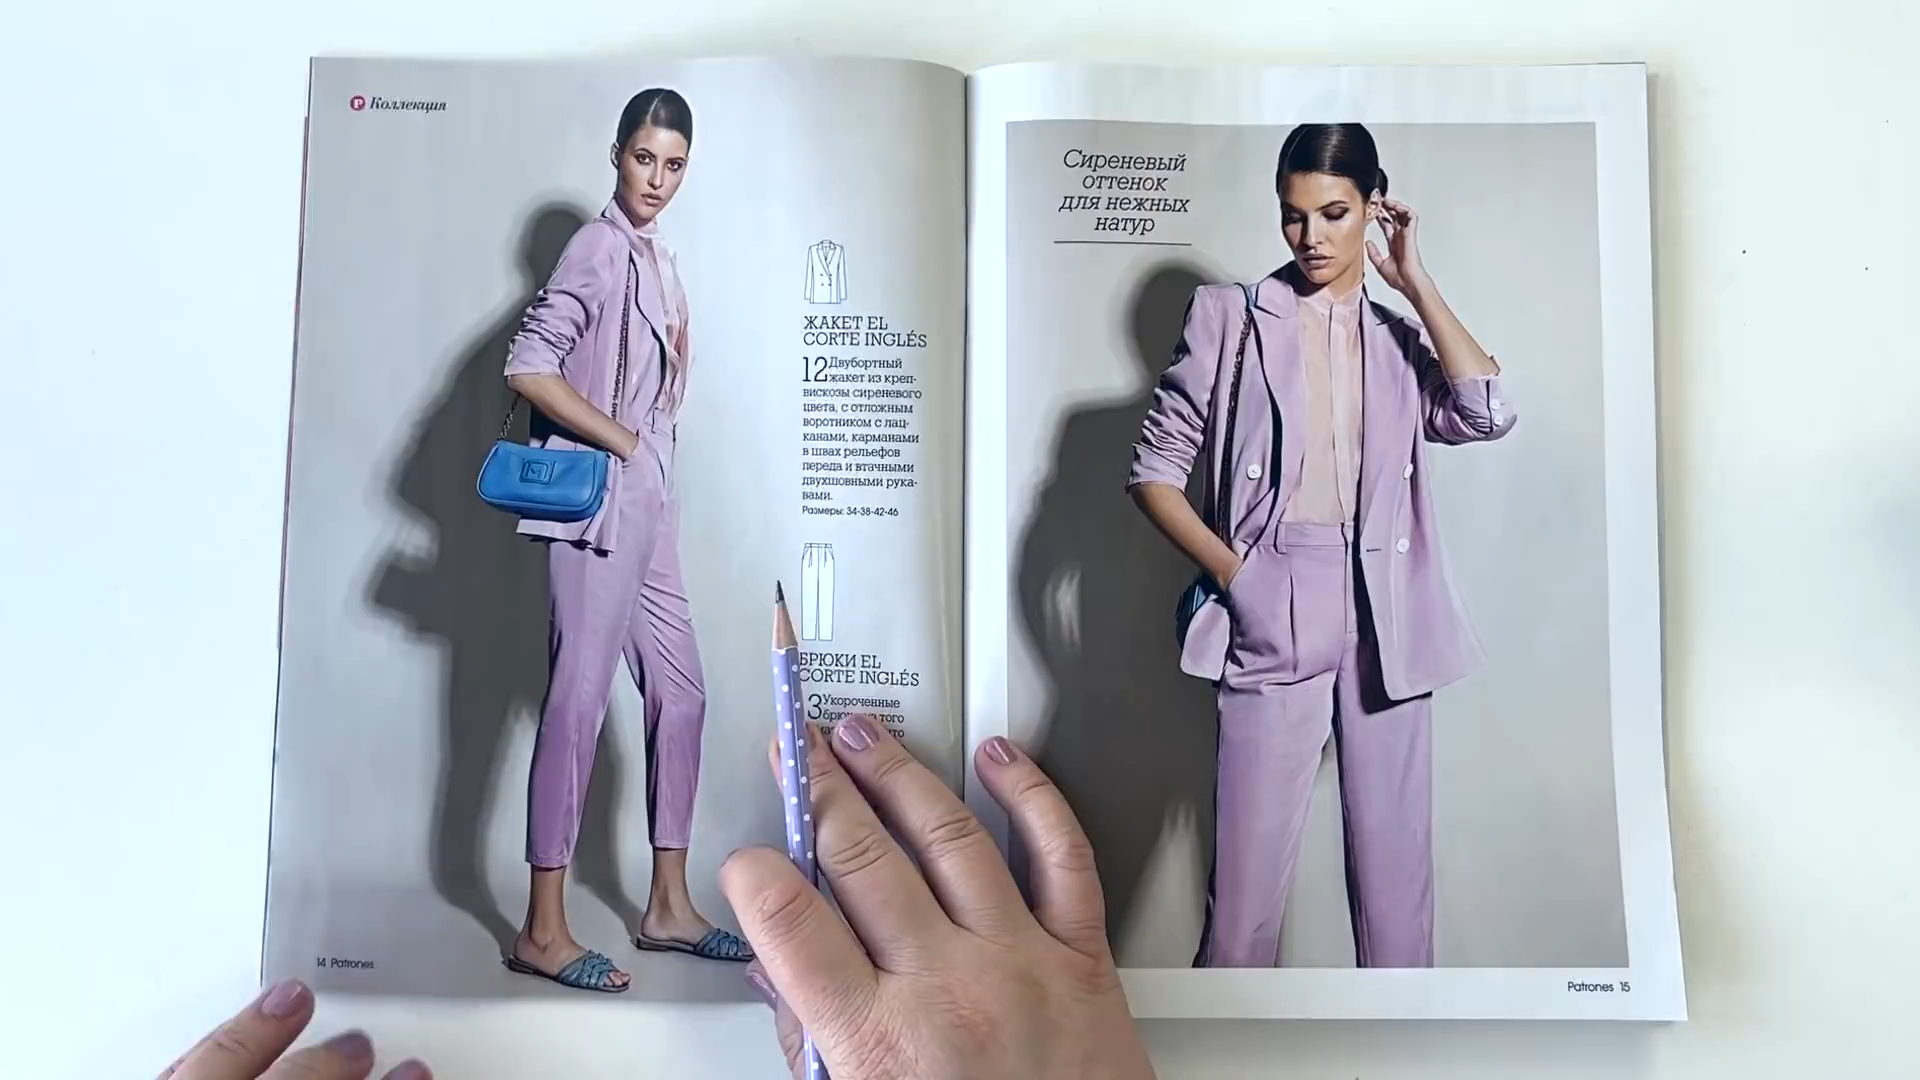 P Коллекция
ЖАКЕТ EL
CORTE INGLÉS
12 Двубортный
жакет из креп-
вискозы сиреневого
цвета, с отложным
воротником с лац-
канами, карманами
в швах рельефов
переда и втачными
двухшовными рука-
вами.
Размеры: 34-38-42-46
БРЮКИ EL
CORTE INGLÉS
3 Укороченные
того
14 Patrones
Сиреневый
оттенок
для нежных
натур
Patrones 15